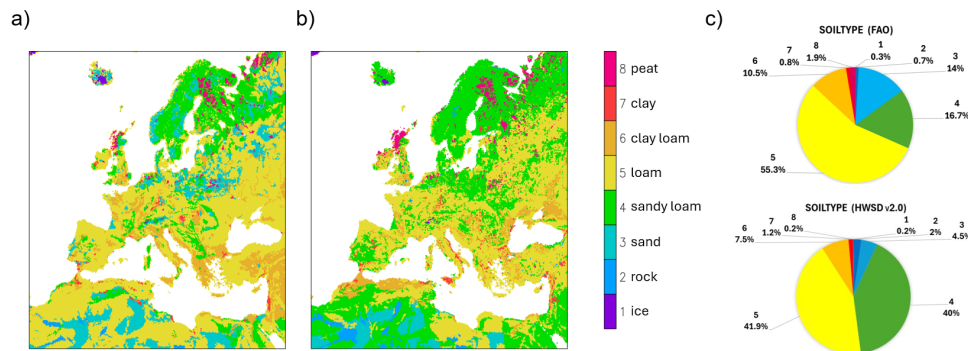 a)
b)
c)
8 peat
7 clay
6 clay loam
5 loam
4 sandy loam
3 sand
2 rock
1 ice
SOILTYPE (FAO)
6
10.5%
7
0.8%
8
1.9%
1
0.3%
2
0.7%
3
14%
4
16.7%
5
55.3%
SOILTYPE (HWSD v2.0)
6
7.5%
7
1.2%
8
0.2%
1
0.2%
2
2%
3
4.5%
4
40%
5
41.9%